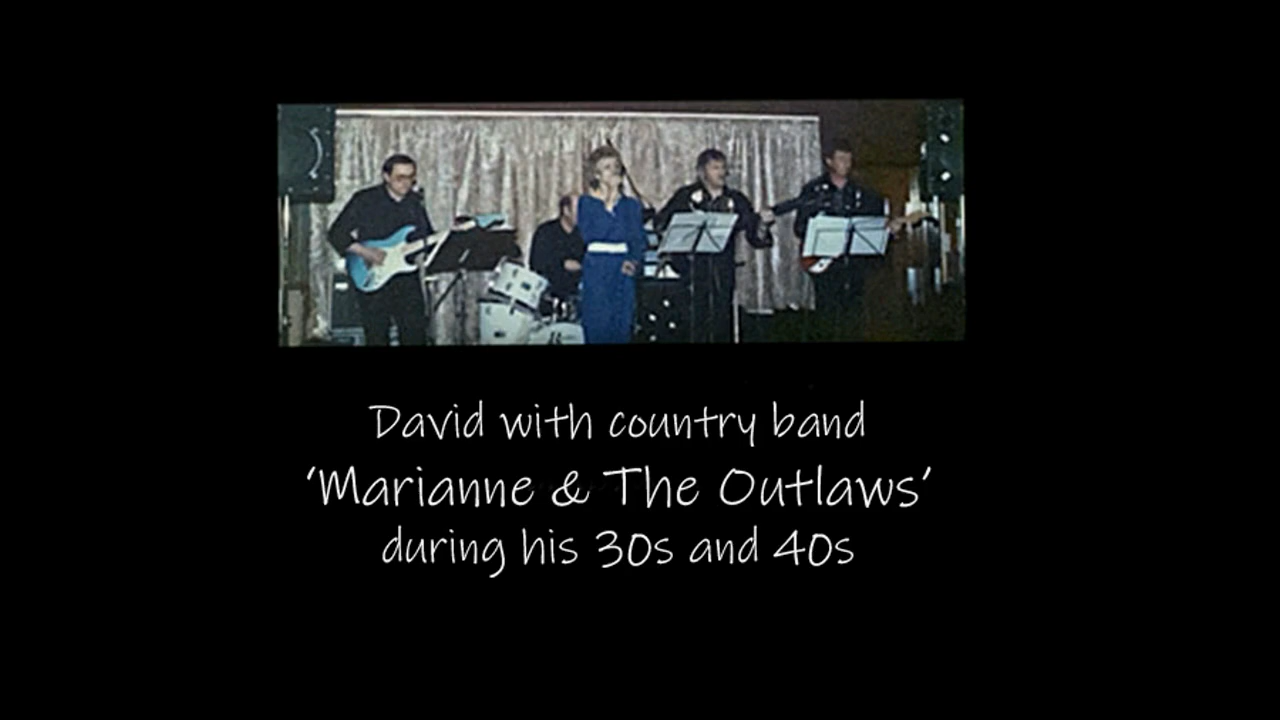 David with country band
‘Marianne & The Outlaws’
during his 30s and 40s